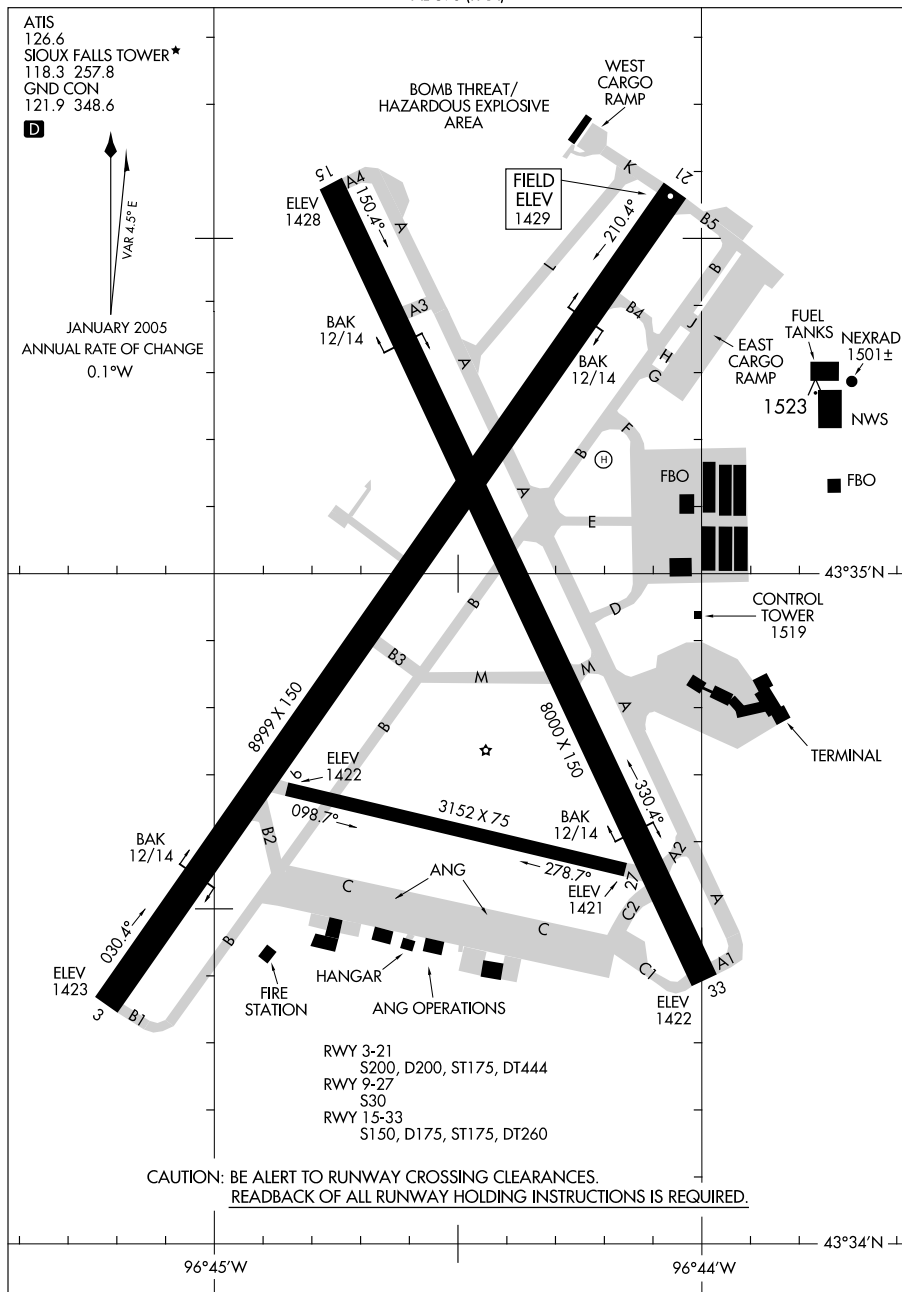 ATIS
126.6
SIOUX FALLS TOWER★
118.3 257.8
GND CON
121.9 348.6
D
VAR 4.5° E
JANUARY 2005
ANNUAL RATE OF CHANGE
0.1°W
BOMB THREAT/
HAZARDOUS EXPLOSIVE
AREA
WEST
CARGO
RAMP
FIELD
ELEV
1429
15
A4
ELEV
1428
150.4°
A
A3
BAK
12/14
A
L
K
21
210.4°
B5
B
B4
J
H
G
BAK
12/14
EAST
CARGO
RAMP
FUEL
TANKS
NEXRAD
1501±
1523
NWS
F
B
H
A
E
FBO
FBO
43°35'N
B
D
CONTROL
TOWER
1519
B3
M
M
A
TERMINAL
8999 X 150
8000 X 150
B
9
ELEV
1422
098.7°
3152 X 75
278.7°
BAK
12/14
330.4°
27
ELEV
1421
A2
A
BAK
12/14
B2
C
ANG
C
C2
C1
A1
33
ELEV
1422
030.4°
B
ELEV
1423
3
B1
FIRE
STATION
HANGAR
ANG OPERATIONS
RWY 3-21
S200, D200, ST175, DT444
RWY 9-27
S30
RWY 15-33
S150, D175, ST175, DT260
CAUTION: BE ALERT TO RUNWAY CROSSING CLEARANCES.
READBACK OF ALL RUNWAY HOLDING INSTRUCTIONS IS REQUIRED.
43°34'N
96°45'W
96°44'W